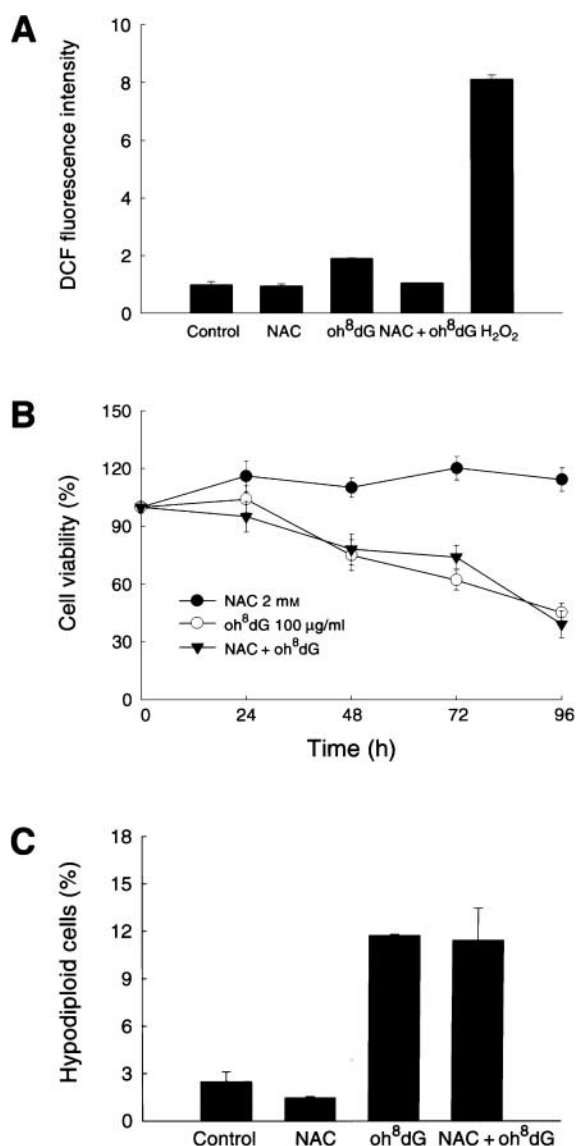 A
10
8
6
4
2
0
DCF fluorescence intensity
Control NAC oh⁸dG NAC + oh⁸dG H₂O₂
B
150
120
90
60
30
0
Cell viability (%)
NAC 2 mM
oh⁸dG 100 µg/ml
NAC + oh⁸dG
0 24 48 72 96
Time (h)
C
18
15
12
9
6
3
0
Hypodiploid cells (%)
Control NAC oh⁸dG NAC + oh⁸dG